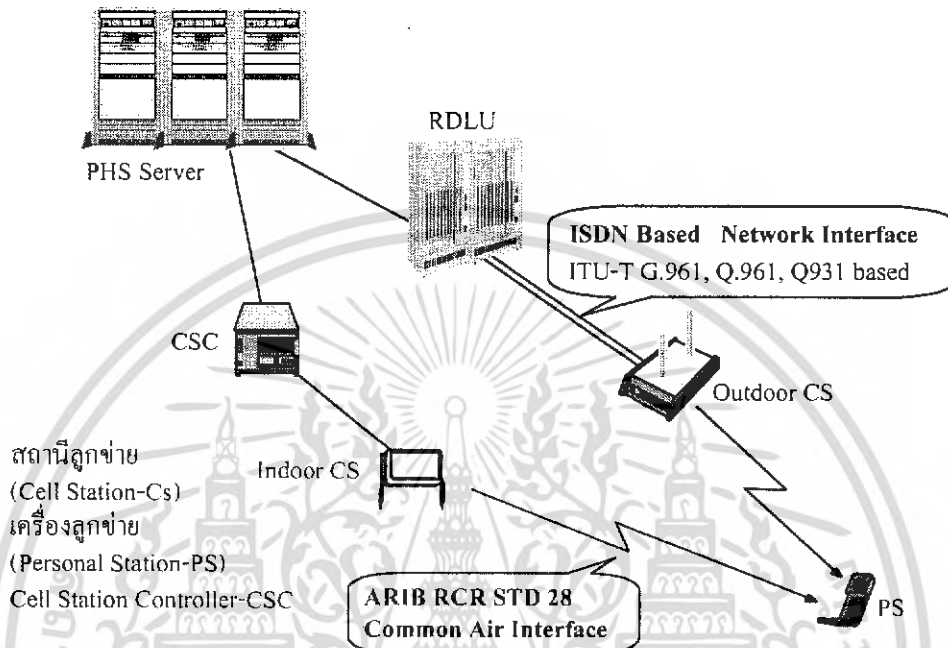 RDLU
PHS Server
ISDN Based Network Interface
ITU-T G.961, Q.961, Q931 based
CSC
Outdoor CS
Indoor CS
สถานีลูกข่าย
(Cell Station-Cs)
เครื่องลูกข่าย
(Personal Station-PS)
Cell Station Controller-CSC
ARIB RCR STD 28
Common Air Interface
PS